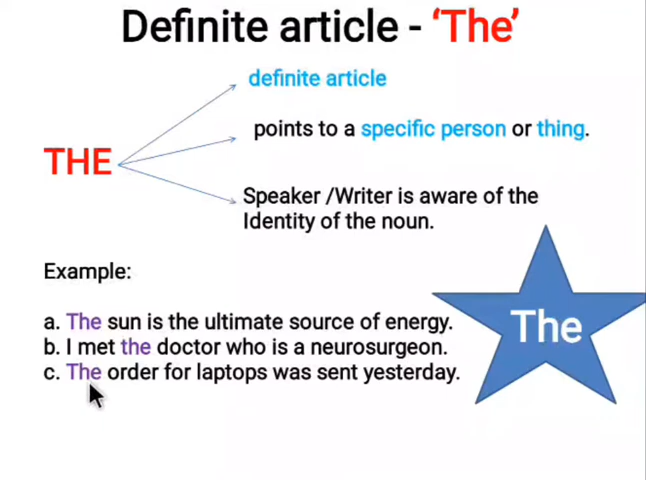 Definite article - ‘The’
definite article
points to a specific person or thing.
THE
Speaker /Writer is aware of the
Identity of the noun.
Example:
a. The sun is the ultimate source of energy.
b. I met the doctor who is a neurosurgeon.
c. The order for laptops was sent yesterday.
The